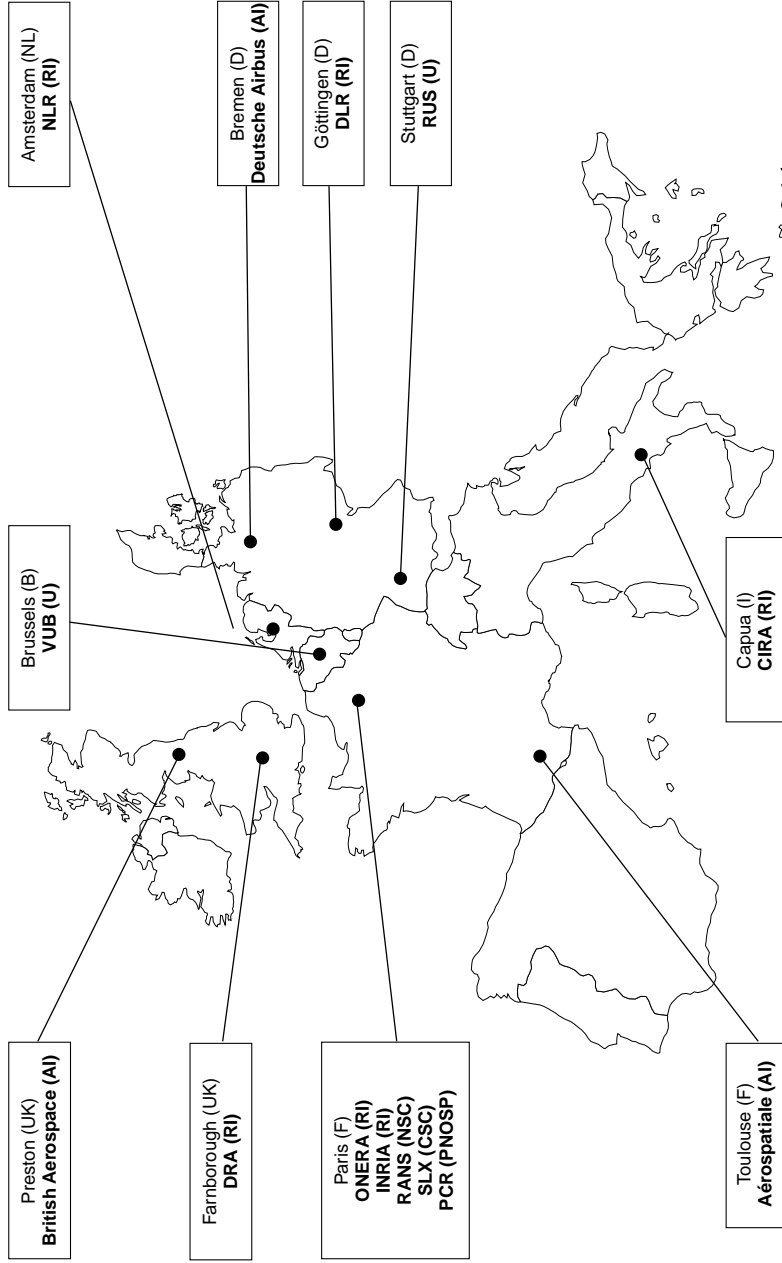 Preston (UK)
British Aerospace (AI)
Farnborough (UK)
DRA (RI)
Paris (F)
ONERA (RI)
INRIA (RI)
RANS (NSC)
SLX (CSC)
PCR (PNOSP)
Toulouse (F)
Aérospatiale (AI)
Brussels (B)
VUB (U)
Capua (I)
CIRA (RI)
Amsterdam (NL)
NLR (RI)
Bremen (D)
Deutsche Airbus (AI)
Göttingen (D)
DLR (RI)
Stuttgart (D)
RUS (U)